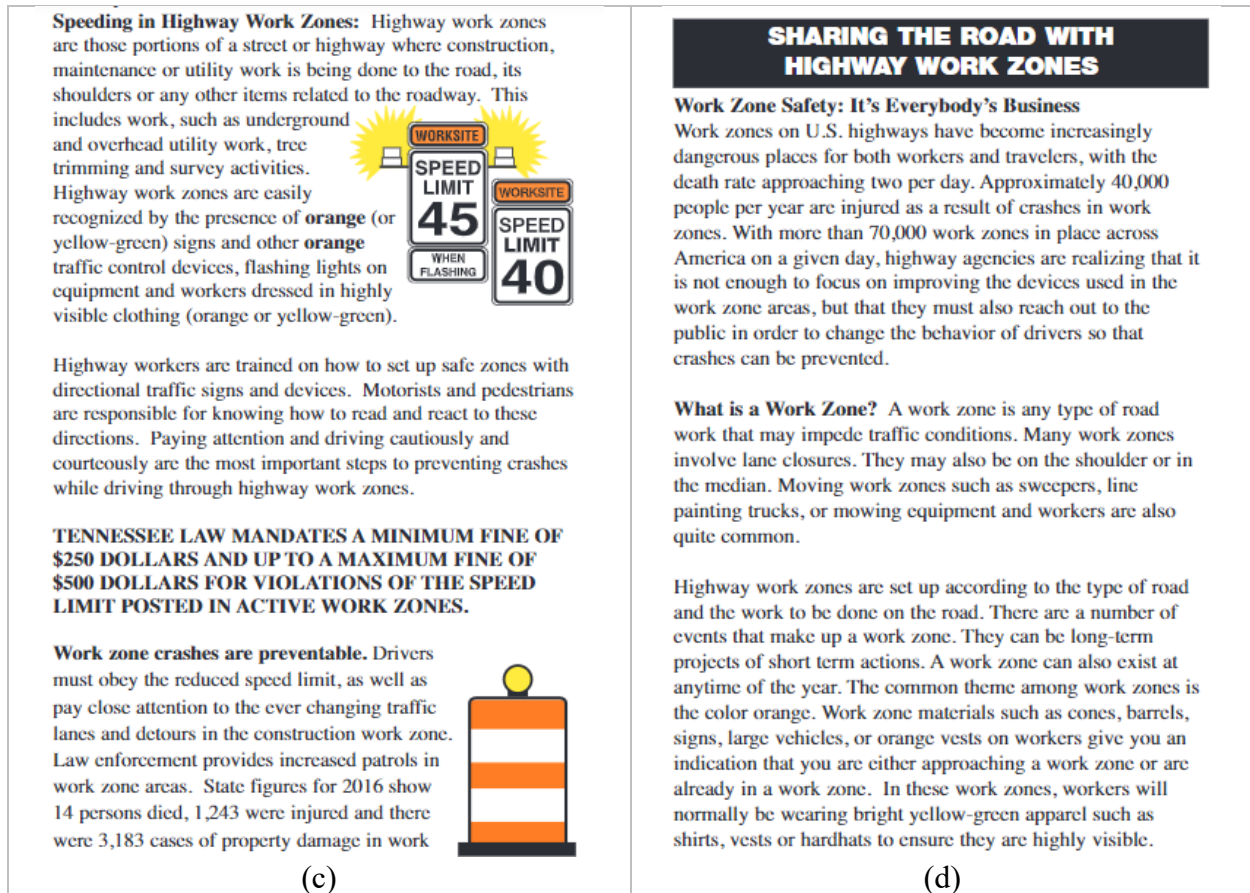 Speeding in Highway Work Zones: Highway work zones
are those portions of a street or highway where construction,
maintenance or utility work is being done to the road, its
shoulders or any other items related to the roadway. This
includes work, such as underground
and overhead utility work, tree
trimming and survey activities.
Highway work zones are easily
recognized by the presence of orange (or
yellow-green) signs and other orange
traffic control devices, flashing lights on
equipment and workers dressed in highly
visible clothing (orange or yellow-green).
WORKSITE
SPEED
LIMIT
45
WHEN
FLASHING
WORKSITE
SPEED
LIMIT
40
Highway workers are trained on how to set up safe zones with
directional traffic signs and devices. Motorists and pedestrians
are responsible for knowing how to read and react to these
directions. Paying attention and driving cautiously and
courteously are the most important steps to preventing crashes
while driving through highway work zones.
TENNESSEE LAW MANDATES A MINIMUM FINE OF
$250 DOLLARS AND UP TO A MAXIMUM FINE OF
$500 DOLLARS FOR VIOLATIONS OF THE SPEED
LIMIT POSTED IN ACTIVE WORK ZONES.
Work zone crashes are preventable. Drivers
must obey the reduced speed limit, as well as
pay close attention to the ever changing traffic
lanes and detours in the construction work zone.
Law enforcement provides increased patrols in
work zone areas. State figures for 2016 show
14 persons died, 1,243 were injured and there
were 3,183 cases of property damage in work
(c)
SHARING THE ROAD WITH
HIGHWAY WORK ZONES
Work Zone Safety: It's Everybody's Business
Work zones on U.S. highways have become increasingly
dangerous places for both workers and travelers, with the
death rate approaching two per day. Approximately 40,000
people per year are injured as a result of crashes in work
zones. With more than 70,000 work zones in place across
America on a given day, highway agencies are realizing that it
is not enough to focus on improving the devices used in the
work zone areas, but that they must also reach out to the
public in order to change the behavior of drivers so that
crashes can be prevented.
What is a Work Zone? A work zone is any type of road
work that may impede traffic conditions. Many work zones
involve lane closures. They may also be on the shoulder or in
the median. Moving work zones such as sweepers, line
painting trucks, or mowing equipment and workers are also
quite common.
Highway work zones are set up according to the type of road
and the work to be done on the road. There are a number of
events that make up a work zone. They can be long-term
projects of short term actions. A work zone can also exist at
anytime of the year. The common theme among work zones is
the color orange. Work zone materials such as cones, barrels,
signs, large vehicles, or orange vests on workers give you an
indication that you are either approaching a work zone or are
already in a work zone. In these work zones, workers will
normally be wearing bright yellow-green apparel such as
shirts, vests or hardhats to ensure they are highly visible.
(d)